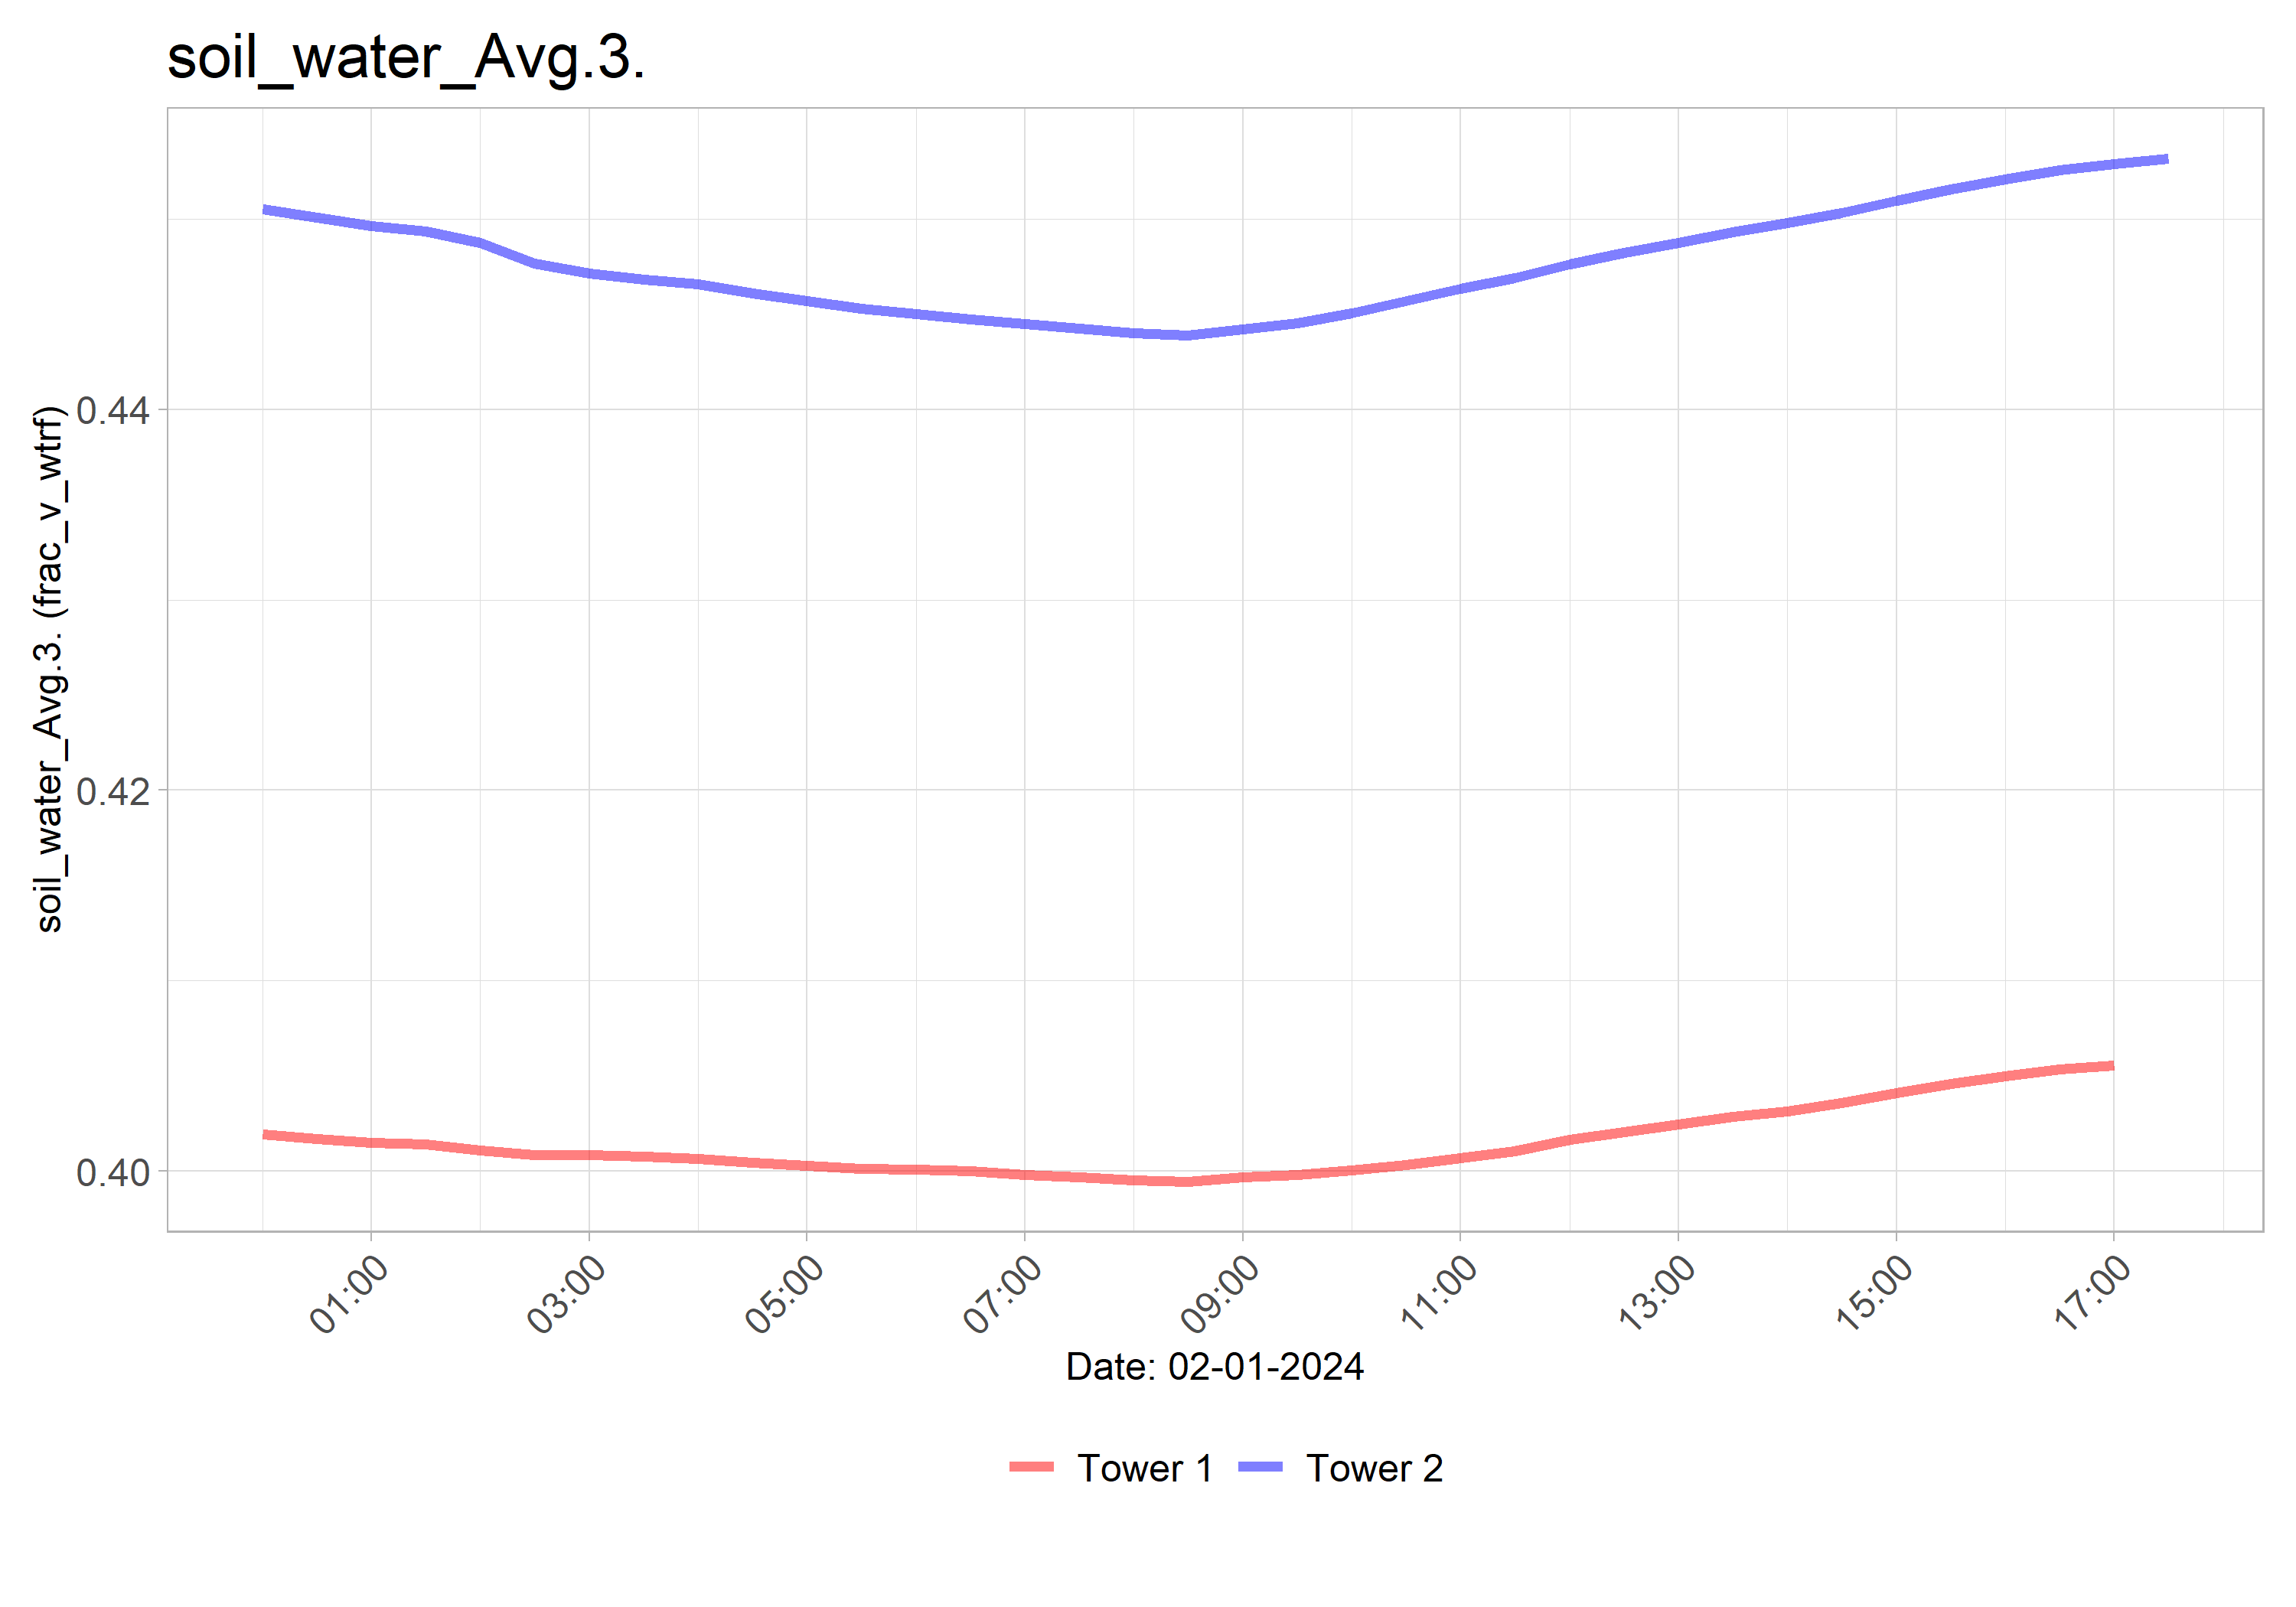 soil_water_Avg.3.
soil_water_Avg.3. (frac_v_wtrf)
0.44
0.42
0.40
01:00
03:00
05:00
07:00
09:00
11:00
13:00
15:00
17:00
Date: 02-01-2024
Tower 1
Tower 2